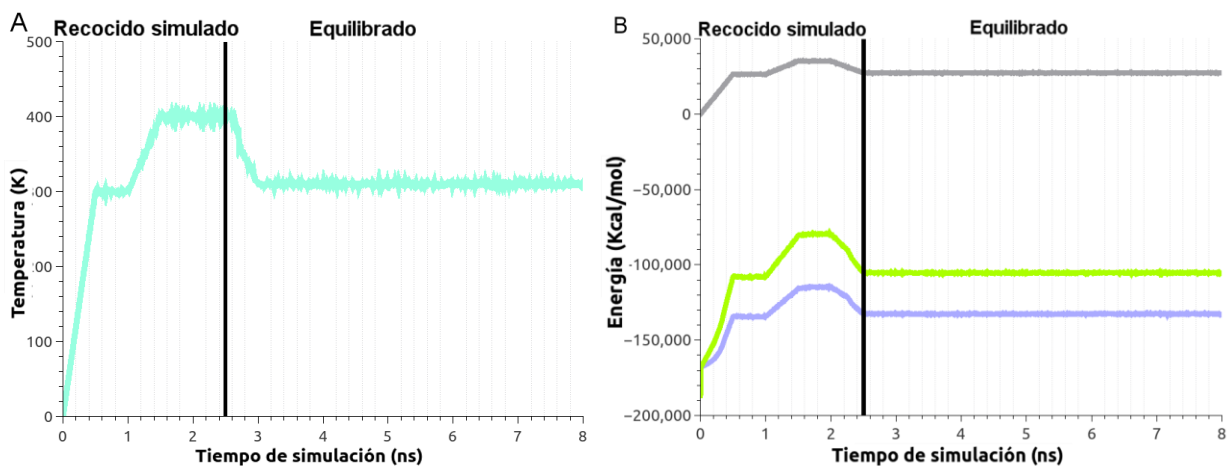 A
Recocido simulado
Equilibrado
500
400
300
200
100
0
Temperatura (K)
0 1 2 3 4 5 6 7 8
Tiempo de simulación (ns)
B
Recocido simulado
Equilibrado
50,000
0
−50,000
−100,000
−150,000
−200,000
Energía (Kcal/mol)
0 1 2 3 4 5 6 7 8
Tiempo de simulación (ns)